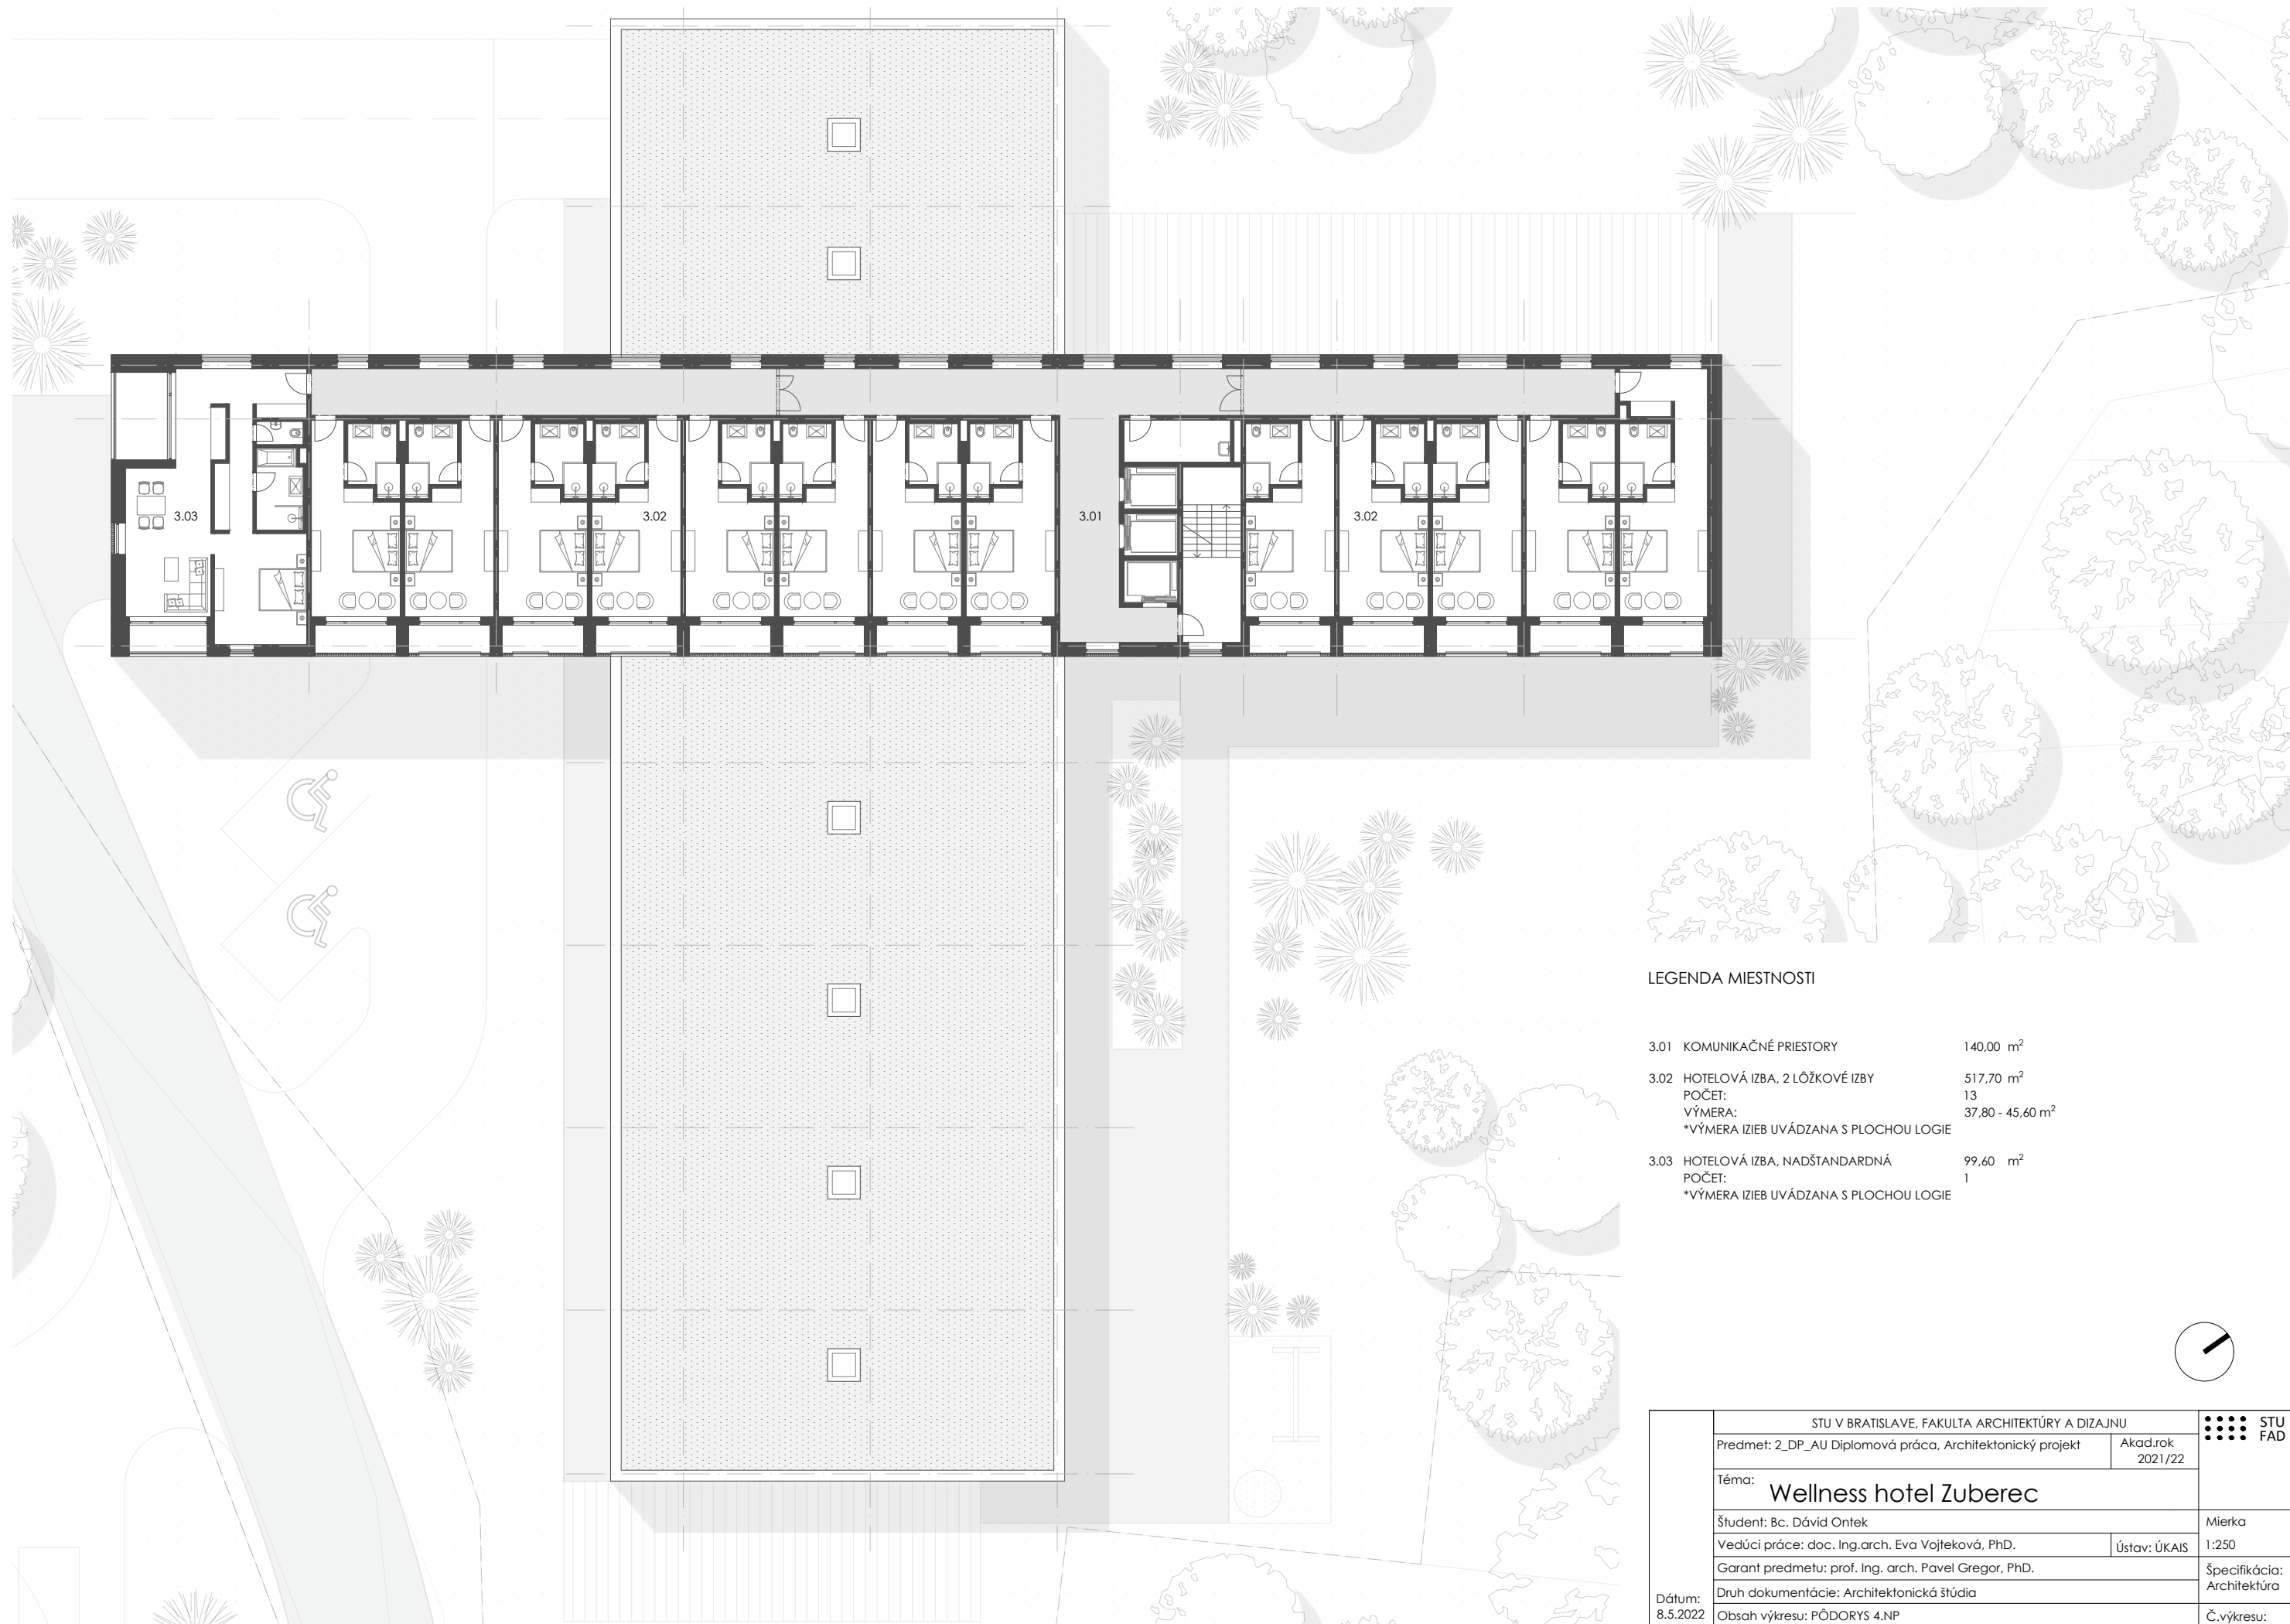 3.03
3.02
3.01
3.02
LEGENDA MIESTNOSTI
3.01 KOMUNIKAČNÉ PRIESTORY 140,00 m²
3.02 HOTELOVÁ IZBA, 2 LÔŽKOVÉ IZBY 517,70 m²
POČET: 13
VÝMERA: 37,80 - 45,60 m²
*VÝMERA IZIEB UVÁDZANA S PLOCHOU LOGIE
3.03 HOTELOVÁ IZBA, NADŠTANDARDNÁ 99,60 m²
POČET: 1
*VÝMERA IZIEB UVÁDZANA S PLOCHOU LOGIE
STU V BRATISLAVE, FAKULTA ARCHITEKTÚRY A DIZAJNU
STU
FAD
Predmet: 2_DP_AU Diplomová práca, Architektonický projekt
Akad.rok
2021/22
Téma: Wellness hotel Zuberec
Študent: Bc. Dávid Ontek
Mierka
1:250
Vedúci práce: doc. Ing.arch. Eva Vojteková, PhD.
Ústav: ÚKAIS
Garant predmetu: prof. Ing. arch. Pavel Gregor, PhD.
Špecifikácia:
Architektúra
Druh dokumentácie: Architektonická štúdia
Dátum:
8.5.2022
Obsah výkresu: PÔDORYS 4.NP
Č.výkresu: